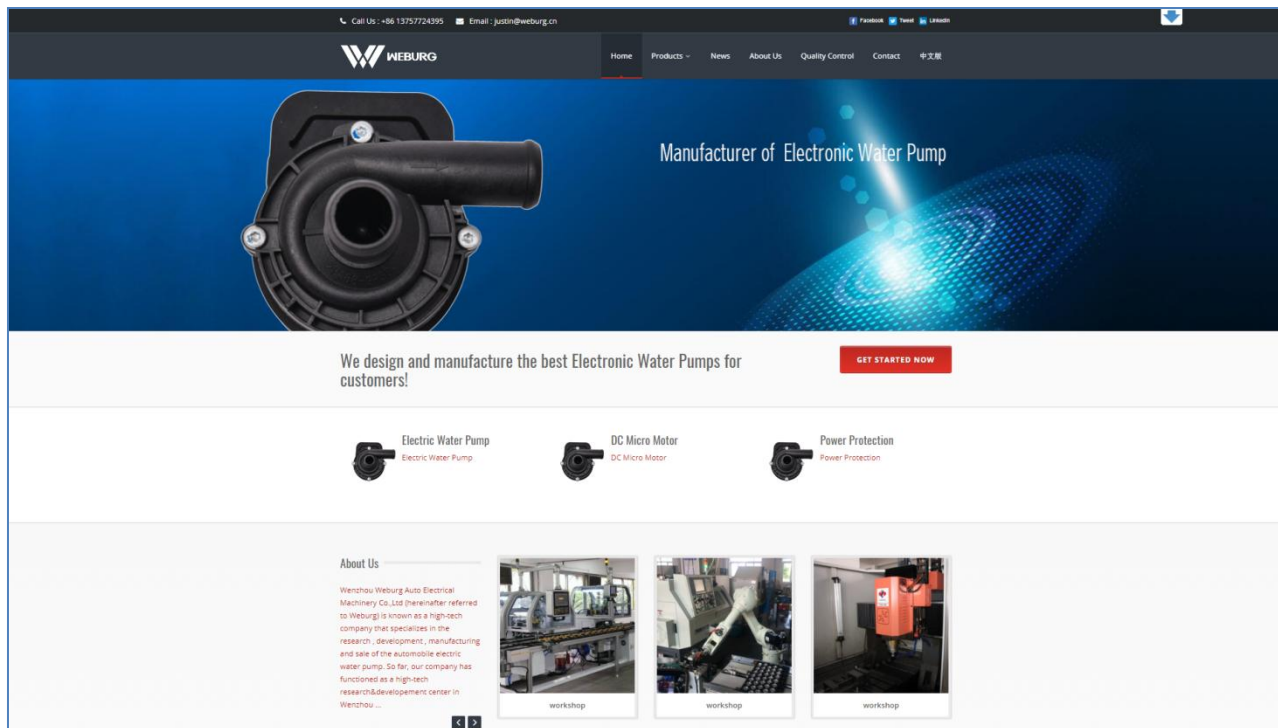 Call Us : +86 13757724395 Email : justin@weburg.cn
Facebook Tweet LinkedIn
WEBURG
Home Products News About Us Quality Control Contact 中文版
Manufacturer of Electronic Water Pump
We design and manufacture the best Electronic Water Pumps for
customers!
GET STARTED NOW
Electric Water Pump
Electric Water Pump
DC Micro Motor
DC Micro Motor
Power Protection
Power Protection
About Us
Wenzhou Weburg Auto Electrical
Machinery Co.,Ltd (hereinafter referred
to Weburg) is known as a high-tech
company that specializes in the
research , development , manufacturing
and sale of the automobile electric
water pump. So far, our company has
functioned as a high-tech
research&developement center in
Wenzhou ...
workshop
workshop
workshop